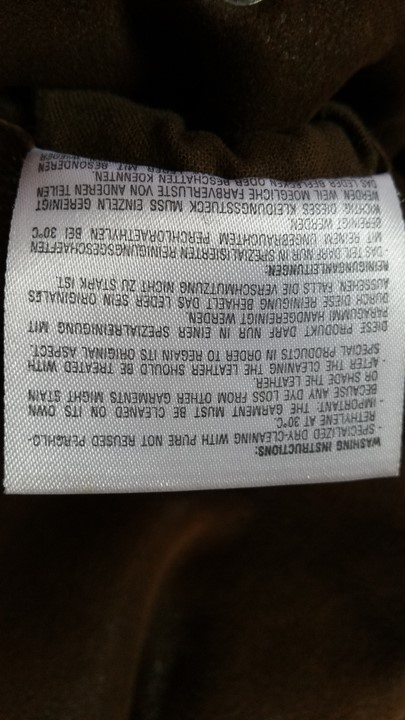 WASHING INSTRUCTIONS:
- SPECIALIZED DRY-CLEANING WITH PURE NOT REUSED PERCHLO-
RETHYLENE AT 30°C
- IMPORTANT: THE GARMENT MUST BE CLEANED ON ITS OWN
BECAUSE ANY DYE LOSS FROM OTHER GARMENTS MIGHT STAIN
OR SHADE THE LEATHER.
- AFTER THE CLEANING THE LEATHER SHOULD BE TREATED WITH
SPECIAL PRODUCTS IN ORDER TO REGAIN ITS ORIGINAL ASPECT.
DIESE PRODUKT DARF NUR IN EINER SPEZIALREINIGUNG MIT
PARAGUMMI HANDGEREINIGT WERDEN.
DURCH DIESE REINIGUNG BEHAELT DAS LEDER SEIN ORIGINALES
AUSSEHEN, FALLS DIE VERSCHMUTZUNG NICHT ZU STARK IST.
REINIGUNGANLEITUNGEN:
- DAS TEIL DARF NUR IN SPEZIALISIERTEN REINIGUNGSGESCHAEFTEN
MIT REINEM UNGEBRAUCHTEM PERCHLORAETHYLEN BEI 30°C
GEREINIGT WERDEN.
- WICHTIG: DIESES KLEIDUNGSSTUECK MUSS EINZELN GEREINIGT
WERDEN WEIL MOEGLICHE FARBVERLUSTE VON ANDEREN TEILEN
DAS LEDER BEFLECKEN ODER BESCHATTEN KOENNTEN.
MIT BESONDEREN